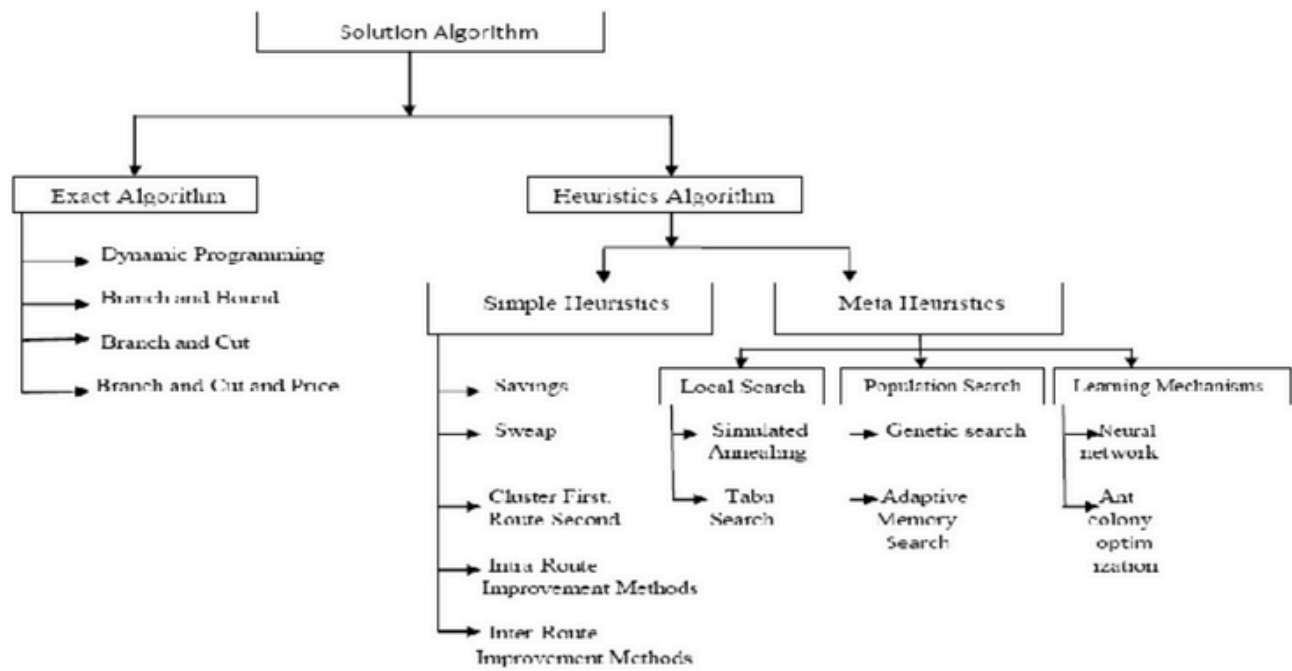 Solution Algorithm
Exact Algorithm
Heuristics Algorithm
Dynamic Programming
Branch and Bound
Branch and Cut
Branch and Cut and Price
Simple Heuristics
Meta Heuristics
Savings
Sweap
Cluster First.
Route Second
Intra Route
Improvement Methods
Inter Route
Improvement Methods
Local Search
Simulated
Annealing
Tabu
Search
Population Search
Genetic search
Adaptive
Memory
Search
Learning Mechanisms
Neural
network
Ant
colony
optim
ization